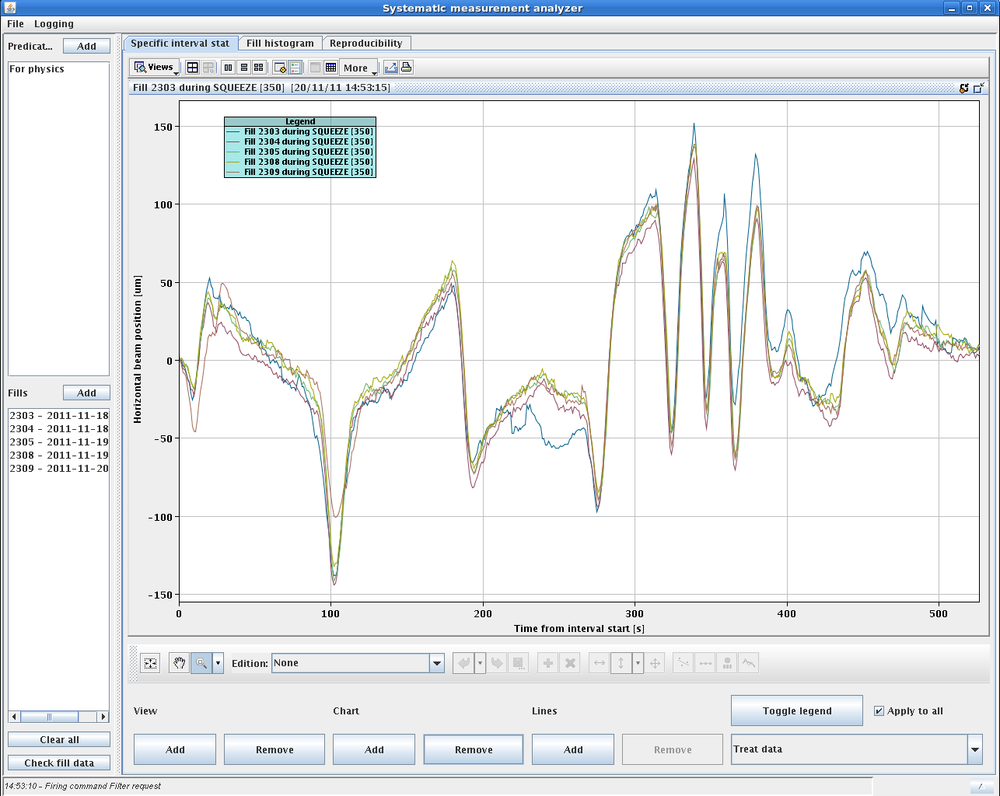 Systematic measurement analyzer
File Logging
Predicat... Add
For physics
Fills Add
2303 - 2011-11-18
2304 - 2011-11-18
2305 - 2011-11-19
2308 - 2011-11-19
2309 - 2011-11-20
Clear all
Check fill data
Specific interval stat Fill histogram Reproducibility
Views More
Fill 2303 during SQUEEZE [350] [20/11/11 14:53:15]
Legend
Fill 2303 during SQUEEZE [350]
Fill 2304 during SQUEEZE [350]
Fill 2305 during SQUEEZE [350]
Fill 2308 during SQUEEZE [350]
Fill 2309 during SQUEEZE [350]
Horizontal beam position [um]
150
100
50
0
-50
-100
-150
0 100 200 300 400 500
Time from interval start [s]
Edition: None
View Chart Lines Toggle legend Apply to all
Add Remove Add Remove Add Remove Treat data
14:53:10 - Firing command Filter request